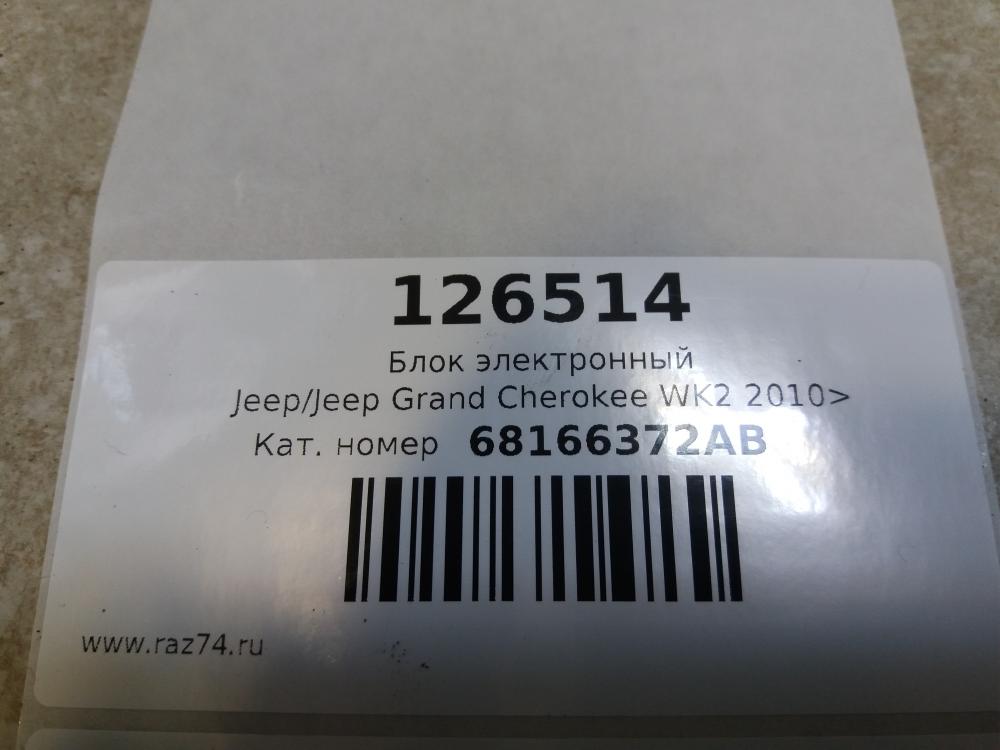 126514
Блок электронный
Jeep/Jeep Grand Cherokee WK2 2010>
Кат. номер 68166372AB
www.raz74.ru